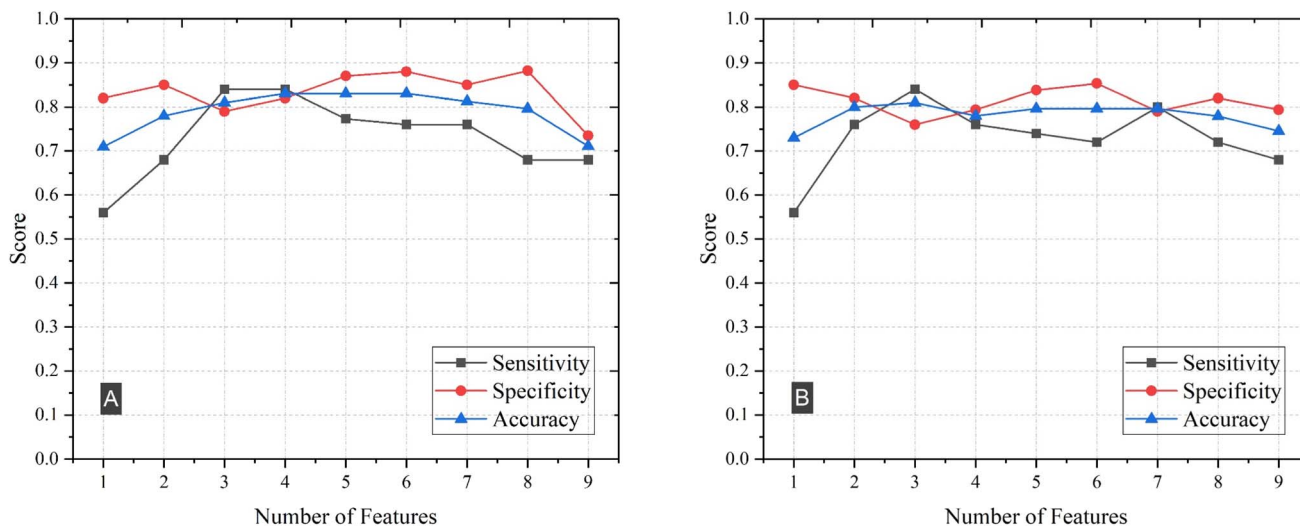 1.0
0.9
0.8
0.7
0.6
0.5
0.4
0.3
0.2
0.1
0.0
Score
1 2 3 4 5 6 7 8 9
Number of Features
Sensitivity
Specificity
Accuracy
A
1.0
0.9
0.8
0.7
0.6
0.5
0.4
0.3
0.2
0.1
0.0
Score
1 2 3 4 5 6 7 8 9
Number of Features
Sensitivity
Specificity
Accuracy
B